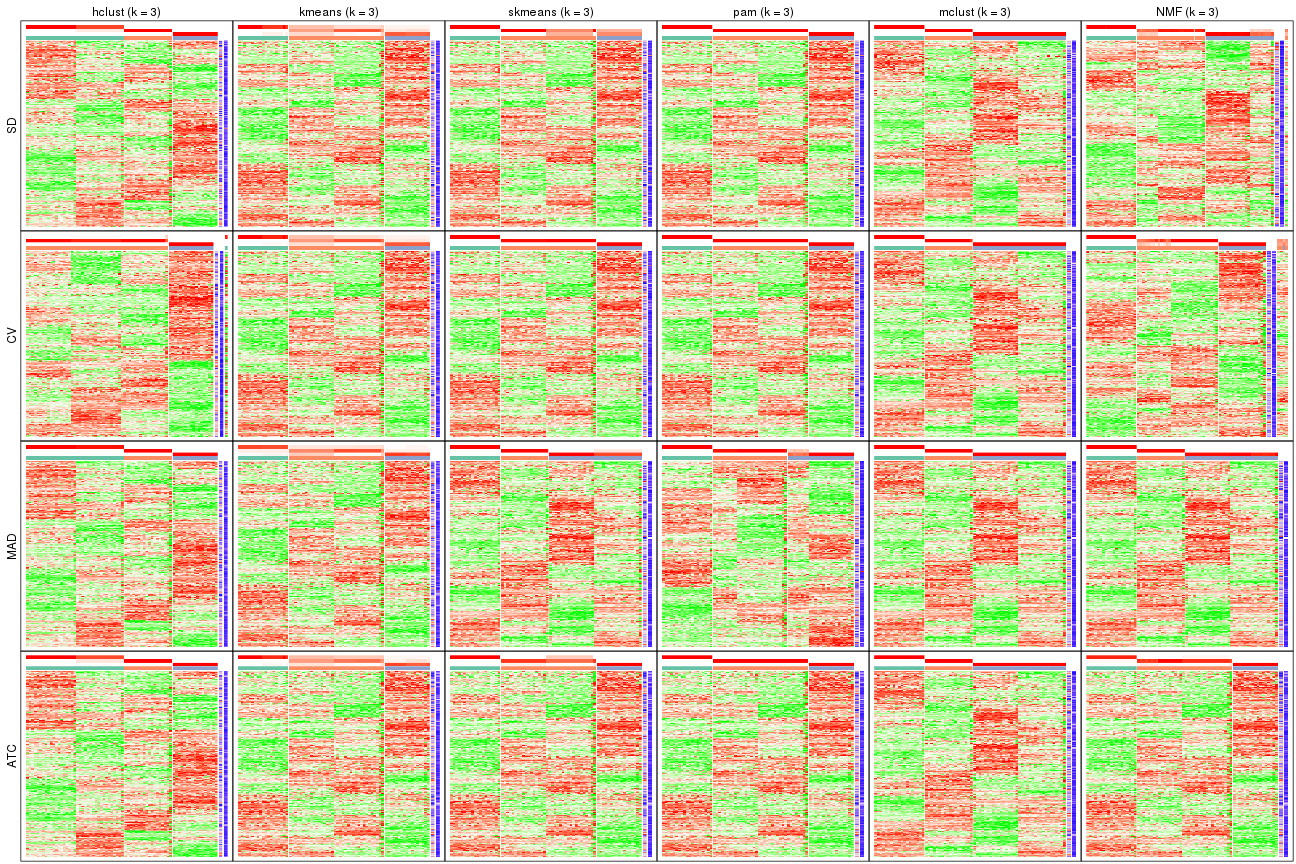 hclust (k = 3)
kmeans (k = 3)
skmeans (k = 3)
pam (k = 3)
mclust (k = 3)
NMF (k = 3)
SD
CV
MAD
ATC